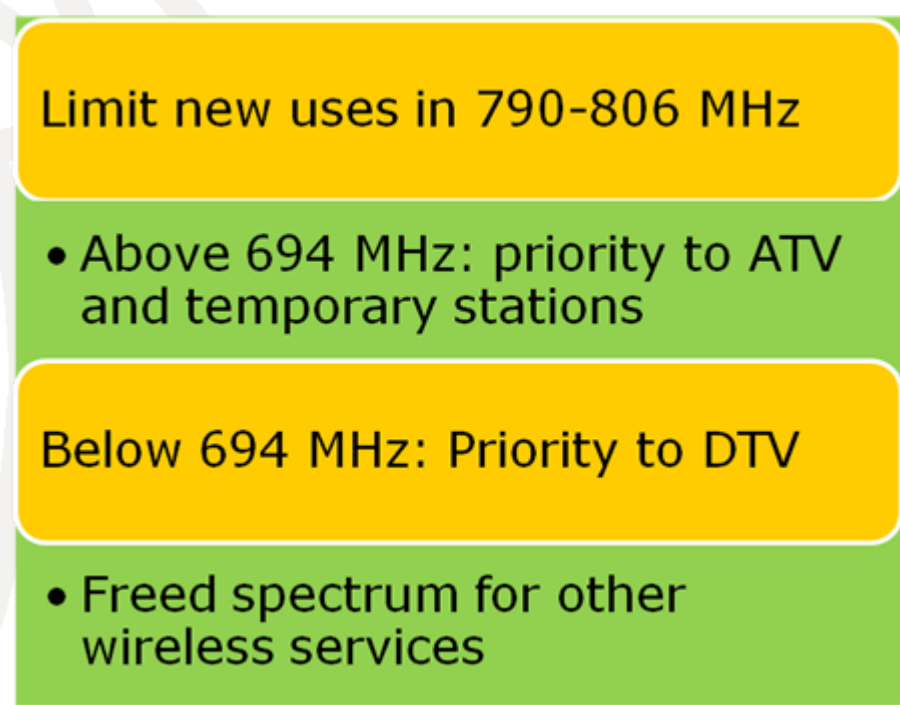 Limit new uses in 790-806 MHz
• Above 694 MHz: priority to ATV
and temporary stations
Below 694 MHz: Priority to DTV
• Freed spectrum for other
wireless services